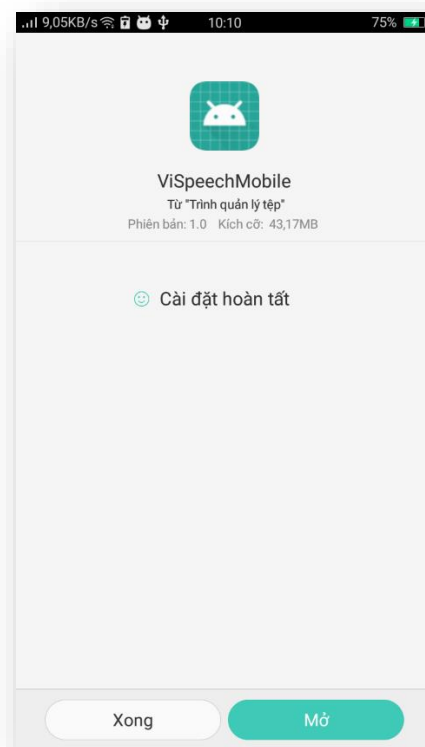 9,05KB/s 10:10 75%
ViSpeechMobile
Từ "Trình quản lý tệp"
Phiên bản: 1.0 Kích cỡ: 43,17MB
Cài đặt hoàn tất
Xong Mở